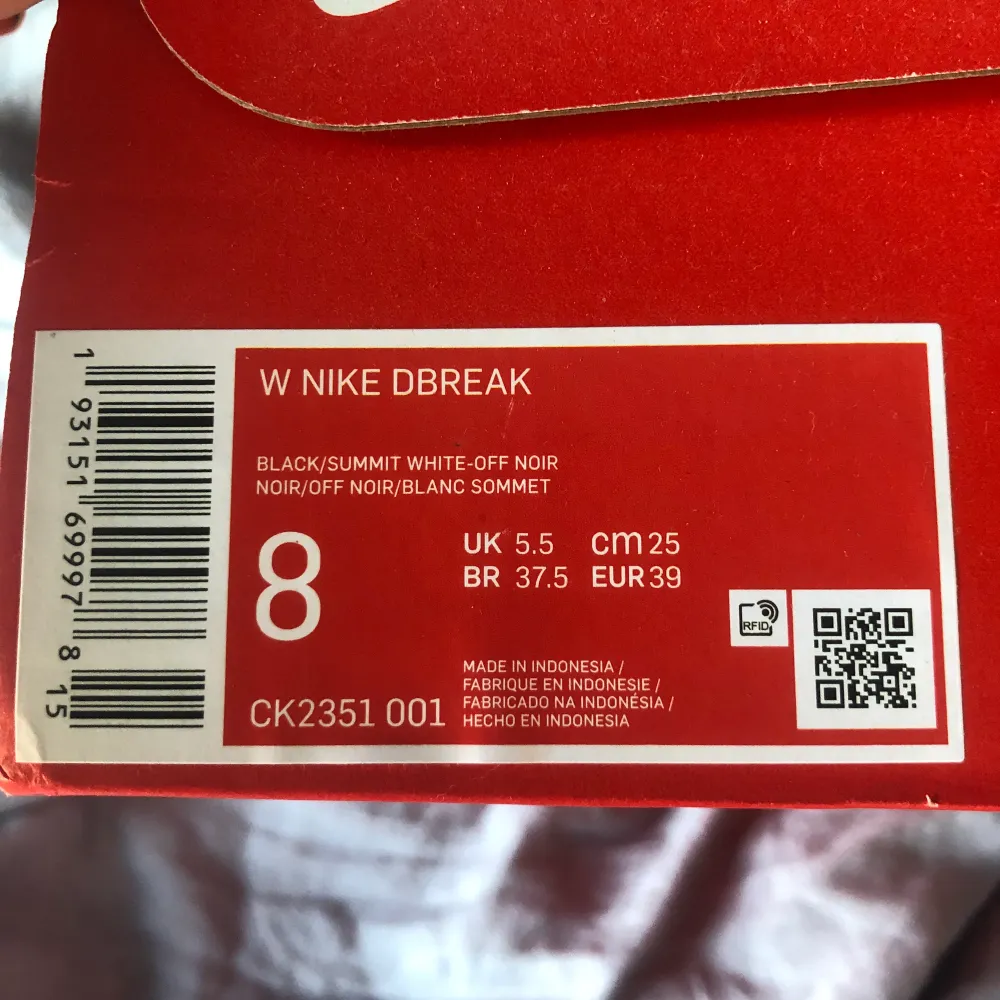 W NIKE DBREAK
BLACK/SUMMIT WHITE-OFF NOIR
NOIR/OFF NOIR/BLANC SOMMET
8
UK 5.5 cm 25
BR 37.5 EUR 39
RFID
CK2351 001
MADE IN INDONESIA /
FABRIQUE EN INDONESIE /
FABRICADO NA INDONÉSIA /
HECHO EN INDONESIA
1 93151 69997 8 15